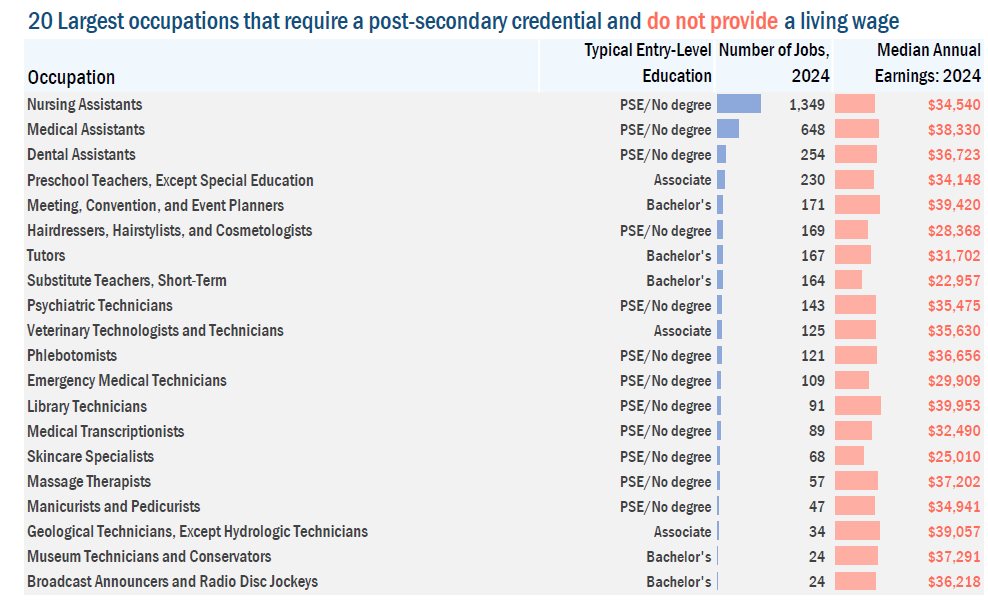 20 Largest occupations that require a post-secondary credential and do not provide a living wage
Occupation Typical Entry-Level Education Number of Jobs, 2024 Median Annual Earnings: 2024
Nursing Assistants PSE/No degree 1,349 $34,540
Medical Assistants PSE/No degree 648 $38,330
Dental Assistants PSE/No degree 254 $36,723
Preschool Teachers, Except Special Education Associate 230 $34,148
Meeting, Convention, and Event Planners Bachelor's 171 $39,420
Hairdressers, Hairstylists, and Cosmetologists PSE/No degree 169 $28,368
Tutors Bachelor's 167 $31,702
Substitute Teachers, Short-Term Bachelor's 164 $22,957
Psychiatric Technicians PSE/No degree 143 $35,475
Veterinary Technologists and Technicians Associate 125 $35,630
Phlebotomists PSE/No degree 121 $36,656
Emergency Medical Technicians PSE/No degree 109 $29,909
Library Technicians PSE/No degree 91 $39,953
Medical Transcriptionists PSE/No degree 89 $32,490
Skincare Specialists PSE/No degree 68 $25,010
Massage Therapists PSE/No degree 57 $37,202
Manicurists and Pedicurists PSE/No degree 47 $34,941
Geological Technicians, Except Hydrologic Technicians Associate 34 $39,057
Museum Technicians and Conservators Bachelor's 24 $37,291
Broadcast Announcers and Radio Disc Jockeys Bachelor's 24 $36,218